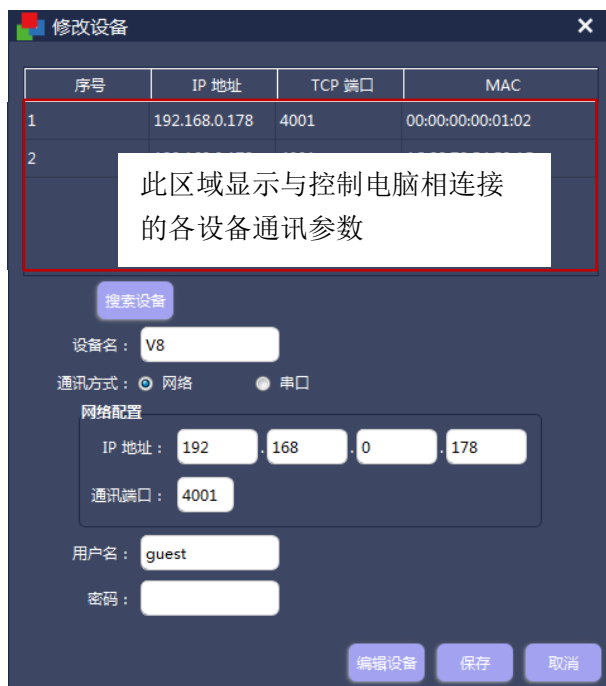 修改设备
序号 IP 地址 TCP 端口 MAC
1 192.168.0.178 4001 00:00:00:00:01:02
2
此区域显示与控制电脑相连接
的各设备通讯参数
搜索设备
设备名： V8
通讯方式： 网络 串口
网络配置
IP 地址： 192 . 168 . 0 . 178
通讯端口： 4001
用户名： guest
密码：
编辑设备 保存 取消